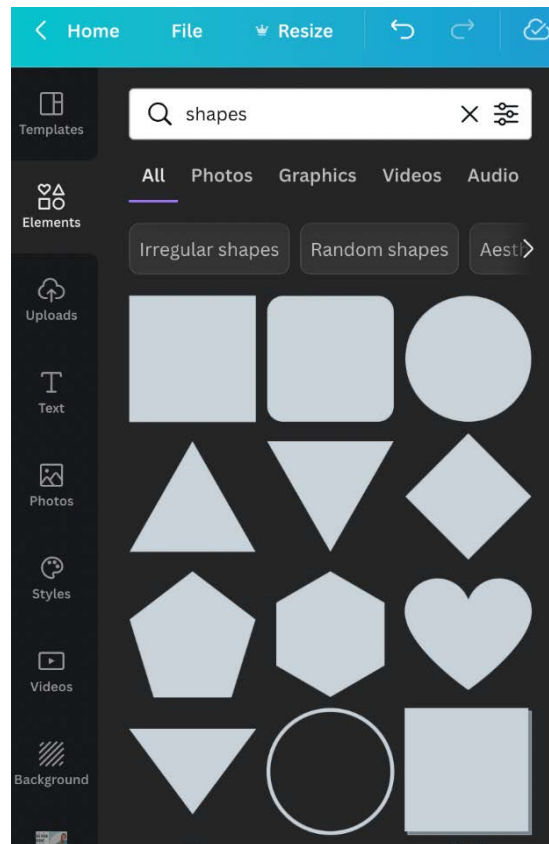 Home File Resize
Templates
shapes
All Photos Graphics Videos Audio
Elements
Irregular shapes Random shapes
Uploads
Text
Photos
Styles
Videos
Background